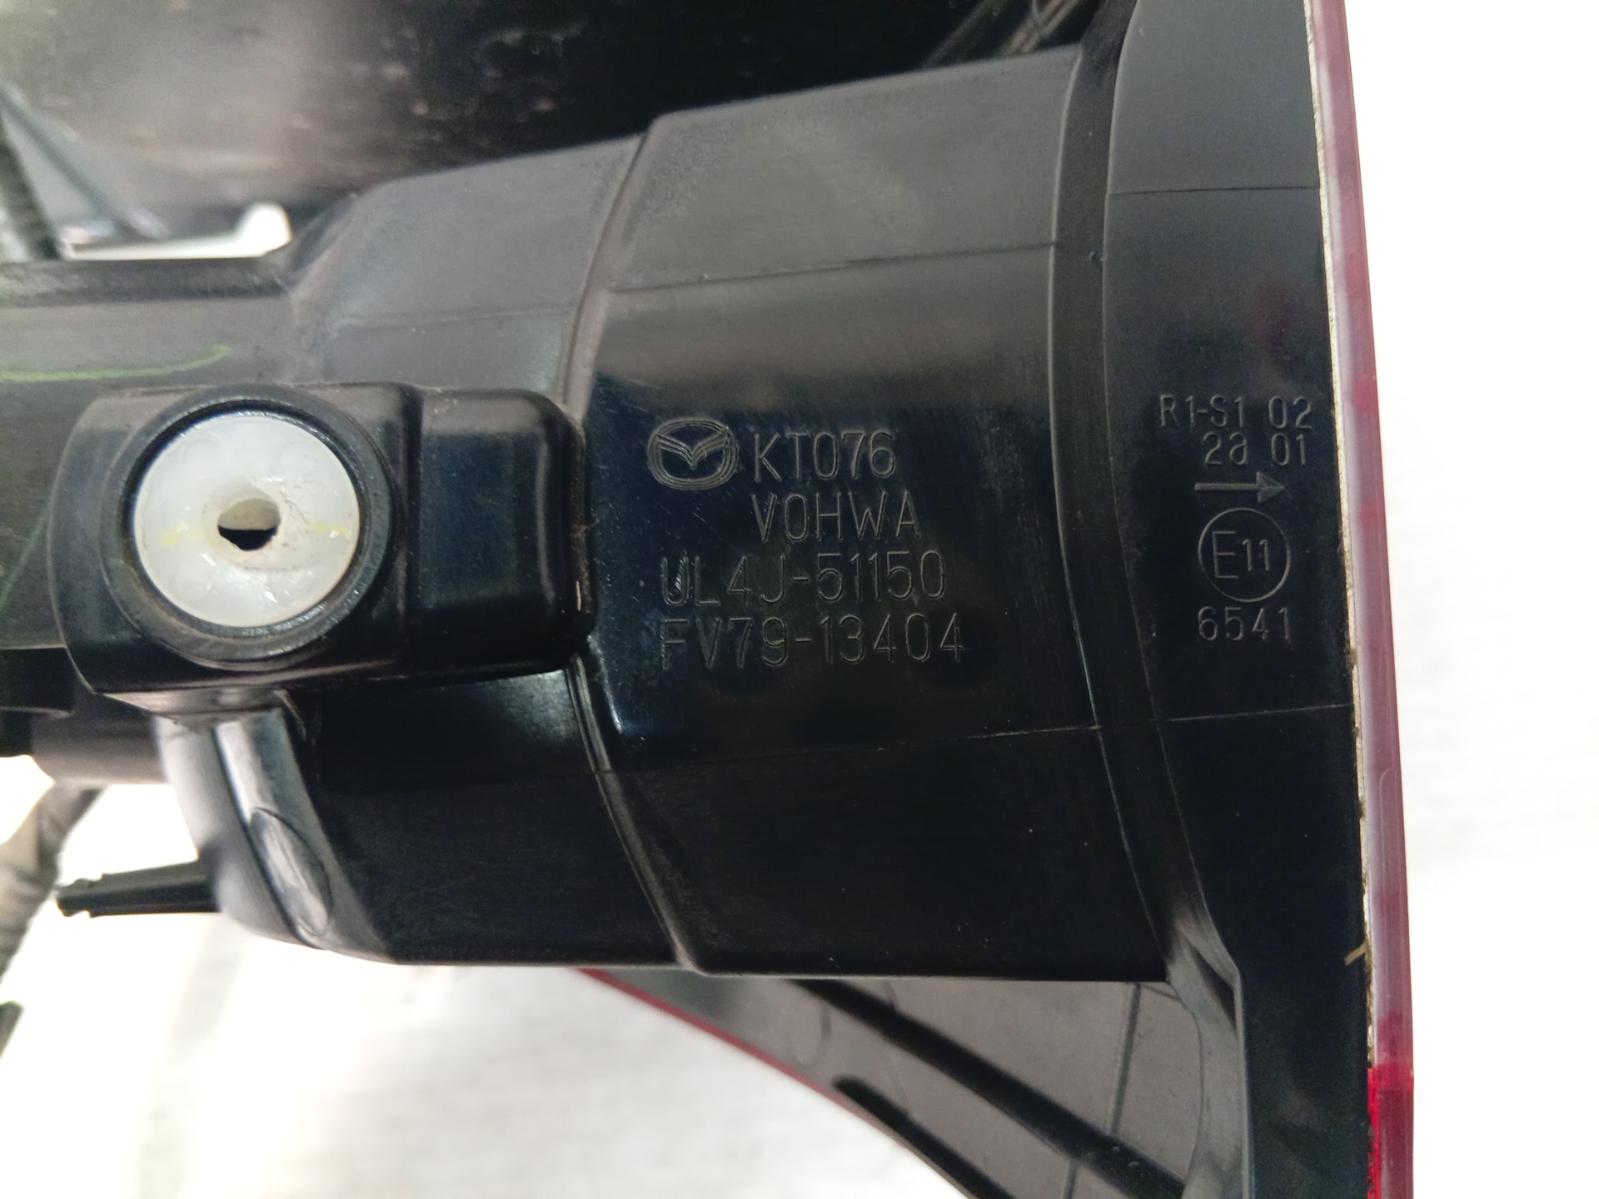 KT076
VOHWA
UL4J-51150
FV79-13404
R1-S1 02
2a 01
→
E11
6541